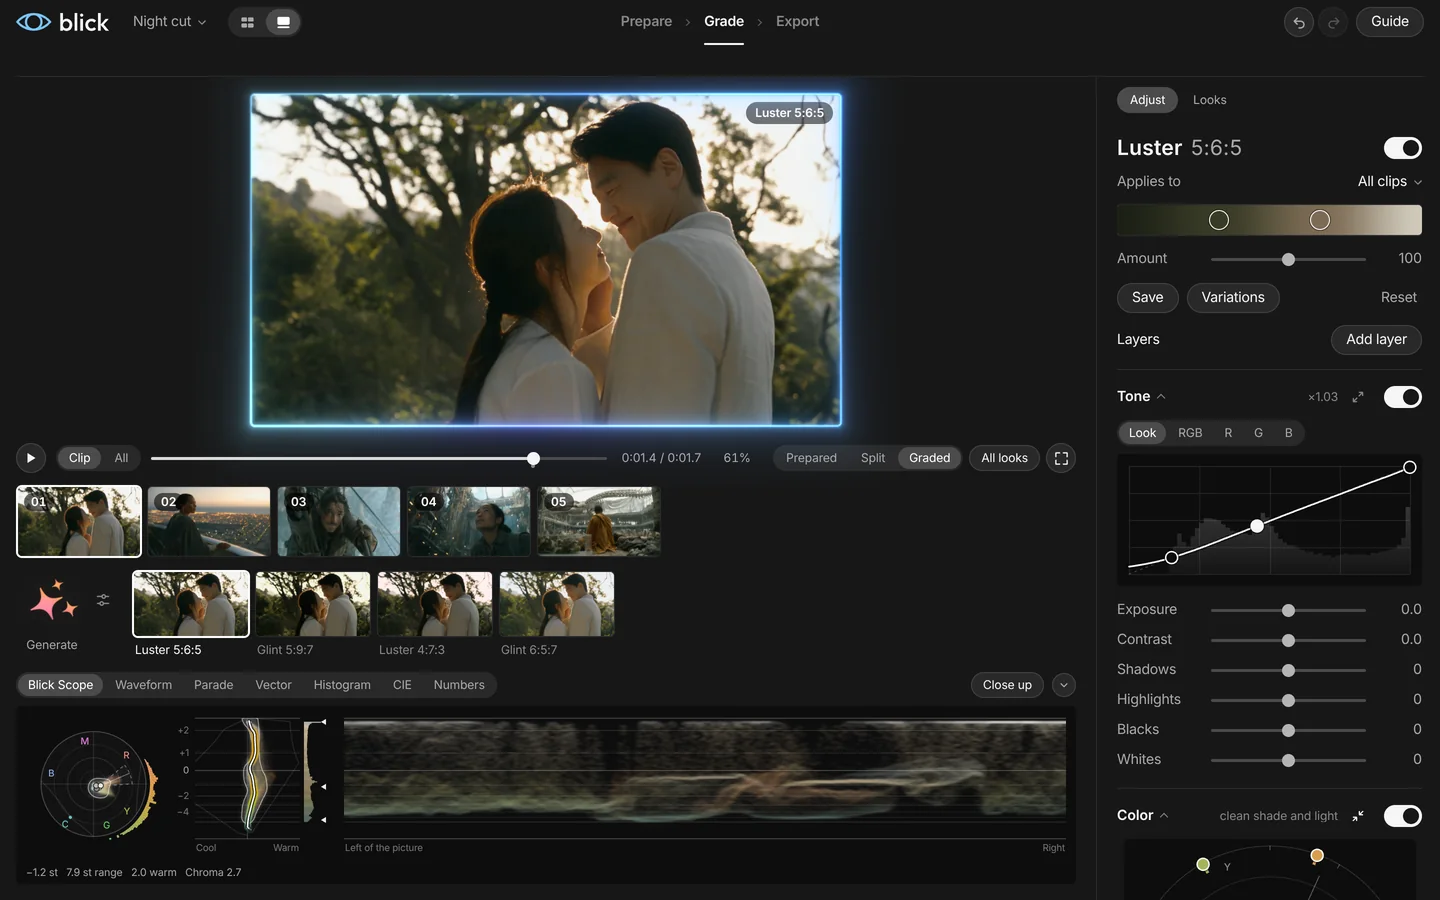 blick
Night cut
Prepare
Grade
Export
Guide
Luster 5:6:5
Adjust
Looks
Luster 5:6:5
Applies to
All clips
Amount
100
Save
Variations
Reset
Layers
Add layer
Clip
All
0:01.4 / 0:01.7
61%
Prepared
Split
Graded
All looks
01
02
03
04
05
Generate
Luster 5:6:5
Glint 5:9:7
Luster 4:7:3
Glint 6:5:7
Blick Scope
Waveform
Parade
Vector
Histogram
CIE
Numbers
Close up
M
R
B
Y
C
G
+2
+1
0
−2
−4
Cool
Warm
Left of the picture
Right
−1.2 st
7.9 st range
2.0 warm
Chroma 2.7
Tone
×1.03
Look
RGB
R
G
B
Exposure
0.0
Contrast
0.0
Shadows
0
Highlights
0
Blacks
0
Whites
0
Color
clean shade and light
Y